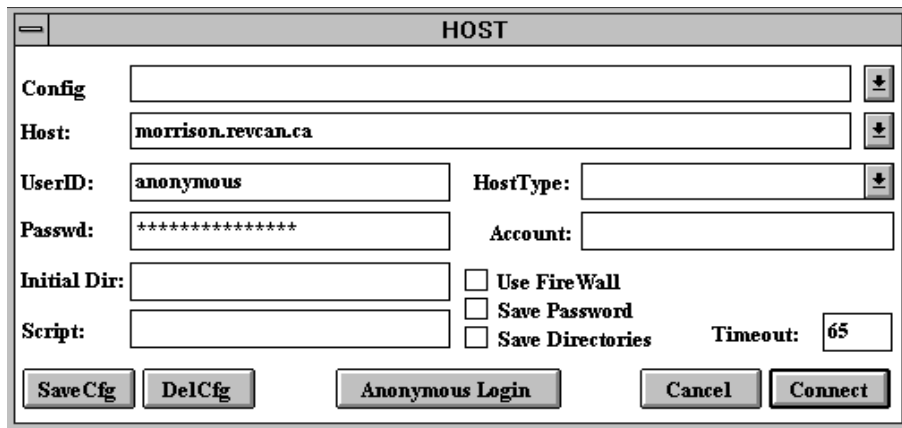 HOST
Config
Host: morrison.revcan.ca
UserID: anonymous HostType:
Passwd: *************** Account:
Initial Dir: Use FireWall
Save Password
Script: Save Directories Timeout: 65
SaveCfg DelCfg Anonymous Login Cancel Connect